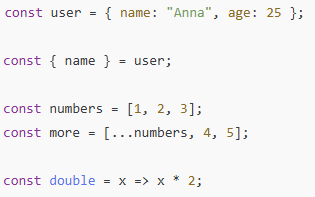 const user = { name: "Anna", age: 25 };
const { name } = user;
const numbers = [1, 2, 3];
const more = [...numbers, 4, 5];
const double = x => x * 2;